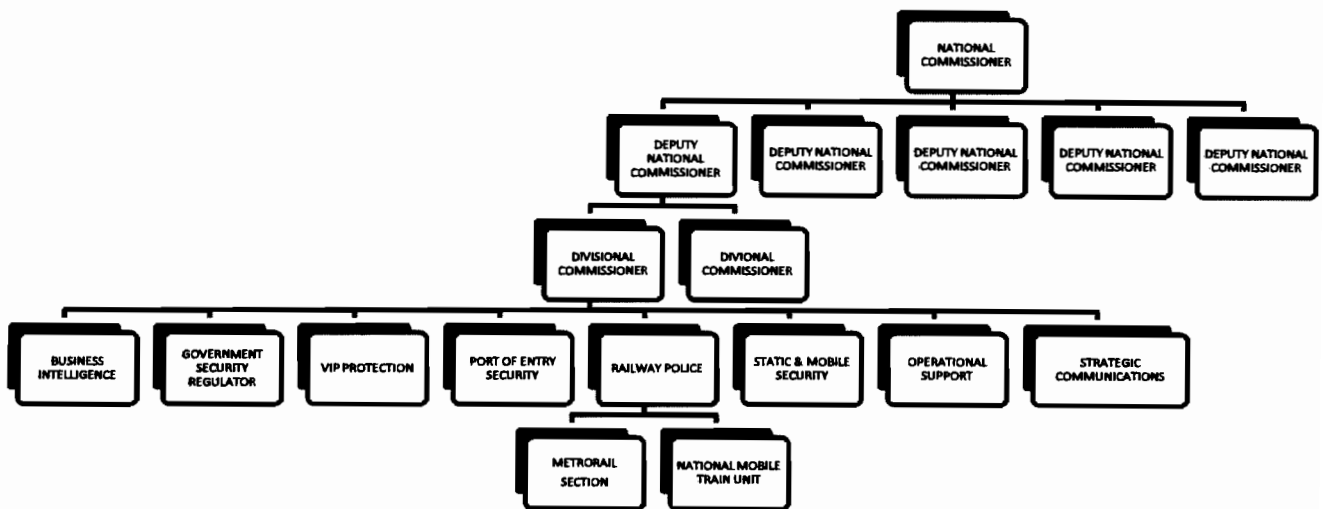 NATIONAL
COMMISSIONER
DEPUTY
NATIONAL
COMMISSIONER
DEPUTY NATIONAL
COMMISSIONER
DEPUTY NATIONAL
COMMISSIONER
DEPUTY NATIONAL
COMMISSIONER
DEPUTY NATIONAL
COMMISSIONER
DIVISIONAL
COMMISSIONER
DIVIONAL
COMMISSIONER
BUSINESS
INTELLIGENCE
GOVERNMENT
SECURITY
REGULATOR
VIP PROTECTION
PORT OF ENTRY
SECURITY
RAILWAY POLICE
STATIC & MOBILE
SECURITY
OPERATIONAL
SUPPORT
STRATEGIC
COMMUNICATIONS
METRORAIL
SECTION
NATIONAL MOBILE
TRAIN UNIT